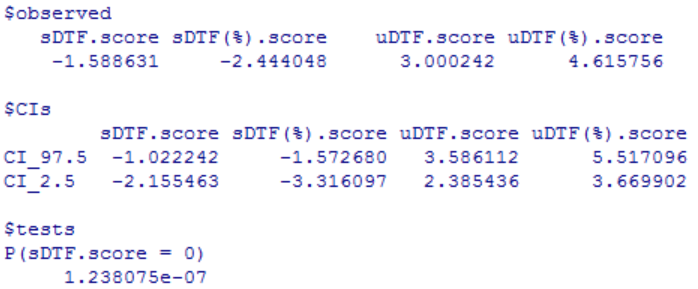 $observed
sDTF.score sDTF(%).score uDTF.score uDTF(%).score
-1.588631 -2.444048 3.000242 4.615756
$CIs
sDTF.score sDTF(%).score uDTF.score uDTF(%).score
CI_97.5 -1.022242 -1.572680 3.586112 5.517096
CI_2.5 -2.155463 -3.316097 2.385436 3.669902
$tests
P(sDTF.score = 0)
1.238075e-07